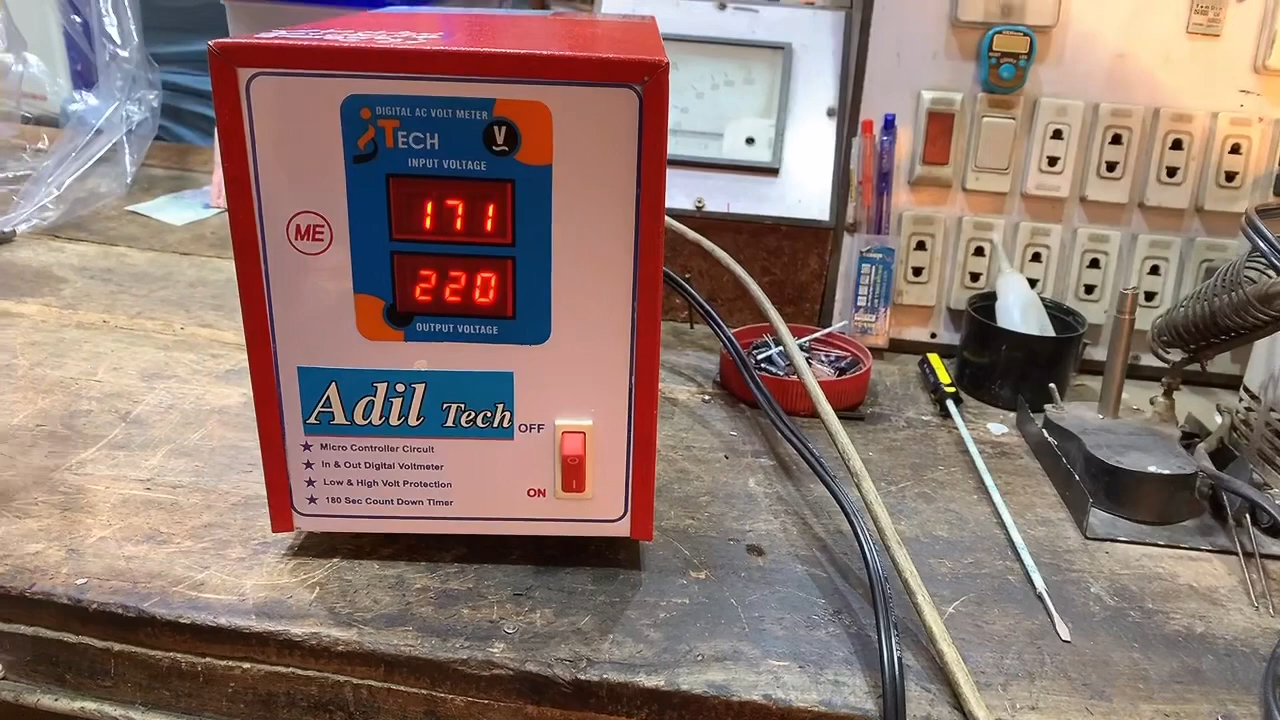 DIGITAL AC VOLT METER
iTECH
V
INPUT VOLTAGE
171
220
OUTPUT VOLTAGE
ME
Adil Tech
OFF
ON
★ Micro Controller Circuit
★ In & Out Digital Voltmeter
★ Low & High Volt Protection
★ 180 Sec Count Down Timer